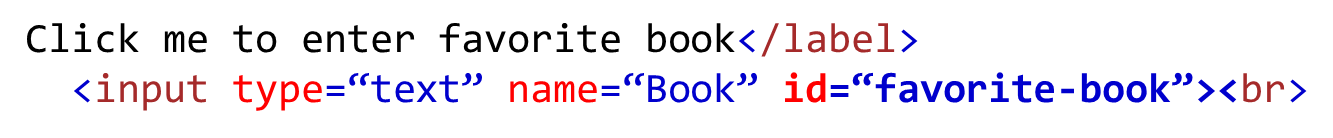 Click me to enter favorite book</label>
<input type=“text” name=“Book” id=“favorite-book”><br>